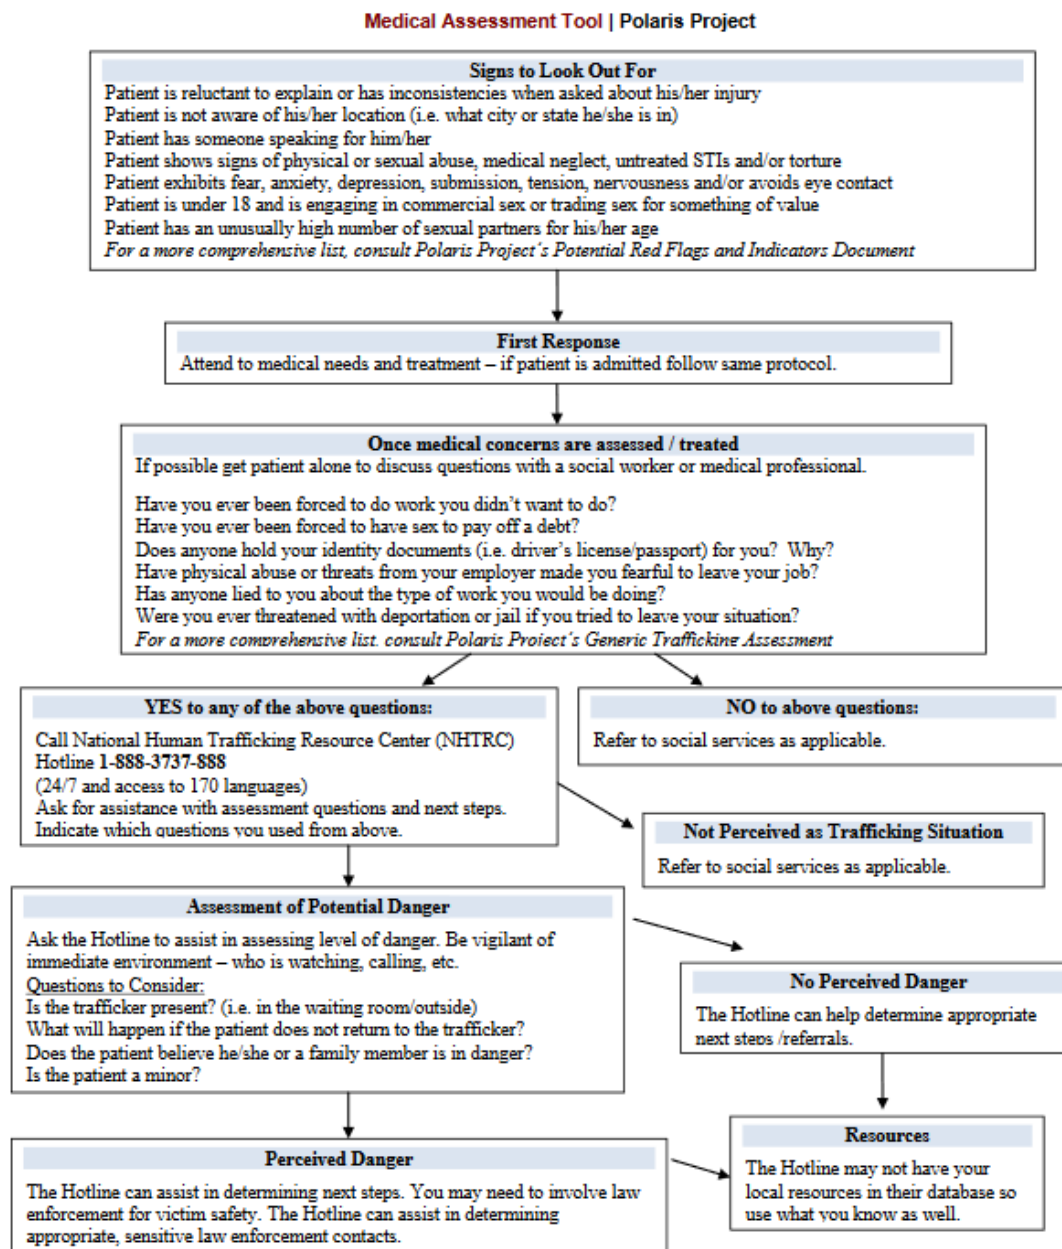 Medical Assessment Tool | Polaris Project
Signs to Look Out For
Patient is reluctant to explain or has inconsistencies when asked about his/her injury
Patient is not aware of his/her location (i.e. what city or state he/she is in)
Patient has someone speaking for him/her
Patient shows signs of physical or sexual abuse, medical neglect, untreated STIs and/or torture
Patient exhibits fear, anxiety, depression, submission, tension, nervousness and/or avoids eye contact
Patient is under 18 and is engaging in commercial sex or trading sex for something of value
Patient has an unusually high number of sexual partners for his/her age
For a more comprehensive list, consult Polaris Project's Potential Red Flags and Indicators Document
First Response
Attend to medical needs and treatment – if patient is admitted follow same protocol.
Once medical concerns are assessed / treated
If possible get patient alone to discuss questions with a social worker or medical professional.
Have you ever been forced to do work you didn't want to do?
Have you ever been forced to have sex to pay off a debt?
Does anyone hold your identity documents (i.e. driver's license/passport) for you? Why?
Have physical abuse or threats from your employer made you fearful to leave your job?
Has anyone lied to you about the type of work you would be doing?
Were you ever threatened with deportation or jail if you tried to leave your situation?
For a more comprehensive list, consult Polaris Project's Generic Trafficking Assessment
YES to any of the above questions:
Call National Human Trafficking Resource Center (NHTRC)
Hotline 1-888-3737-888
(24/7 and access to 170 languages)
Ask for assistance with assessment questions and next steps.
Indicate which questions you used from above.
NO to above questions:
Refer to social services as applicable.
Not Perceived as Trafficking Situation
Refer to social services as applicable.
Assessment of Potential Danger
Ask the Hotline to assist in assessing level of danger. Be vigilant of
immediate environment – who is watching, calling, etc.
Questions to Consider:
Is the trafficker present? (i.e. in the waiting room/outside)
What will happen if the patient does not return to the trafficker?
Does the patient believe he/she or a family member is in danger?
Is the patient a minor?
No Perceived Danger
The Hotline can help determine appropriate
next steps /referrals.
Perceived Danger
The Hotline can assist in determining next steps. You may need to involve law
enforcement for victim safety. The Hotline can assist in determining
appropriate, sensitive law enforcement contacts.
Resources
The Hotline may not have your
local resources in their database so
use what you know as well.